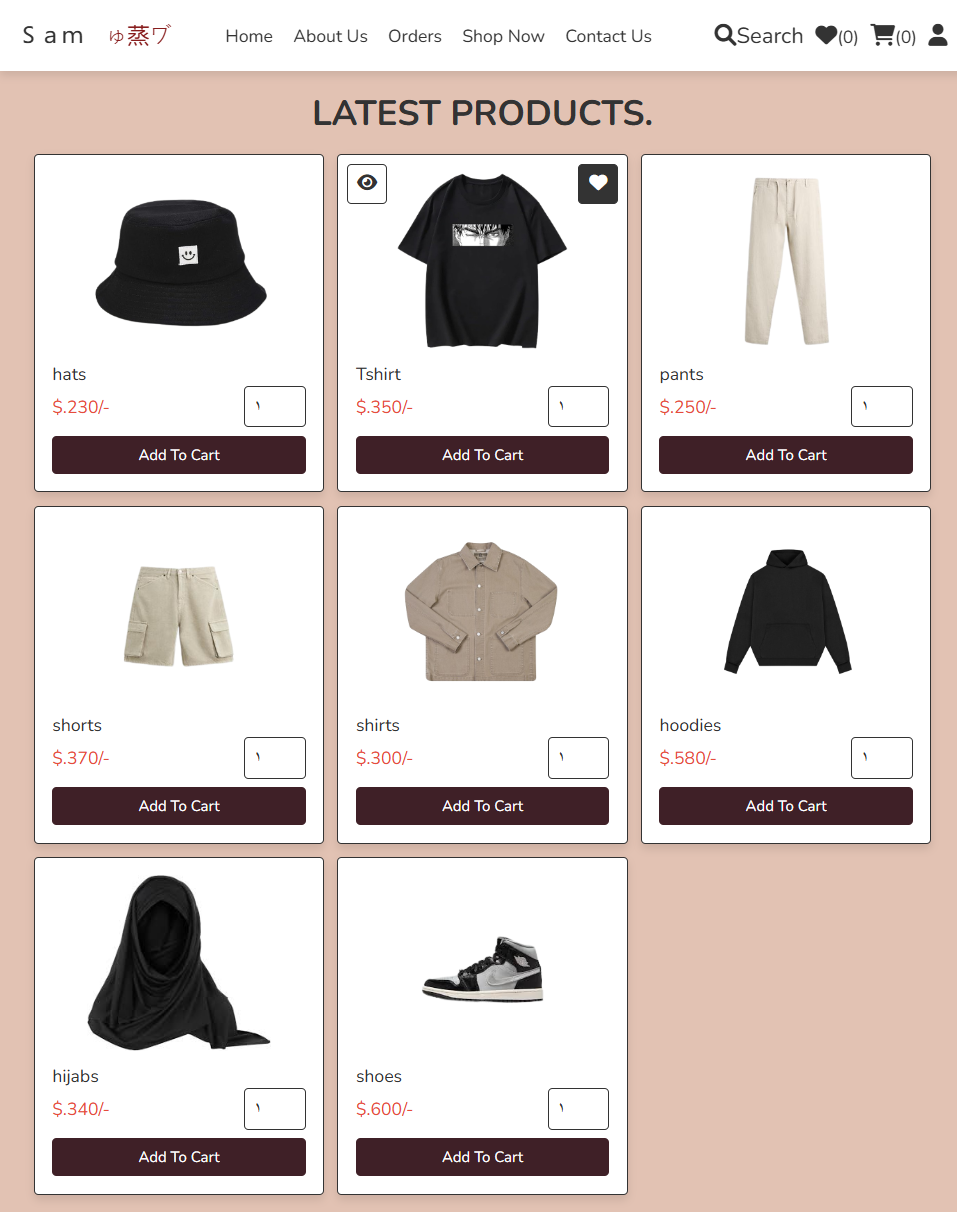 Sam ゅ蒸ワ゛
Home About Us Orders Shop Now Contact Us
Search (0) (0)
LATEST PRODUCTS.
hats
$.230/-
١
Add To Cart
Tshirt
$.350/-
١
Add To Cart
pants
$.250/-
١
Add To Cart
shorts
$.370/-
١
Add To Cart
shirts
$.300/-
١
Add To Cart
hoodies
$.580/-
١
Add To Cart
hijabs
$.340/-
١
Add To Cart
shoes
$.600/-
١
Add To Cart